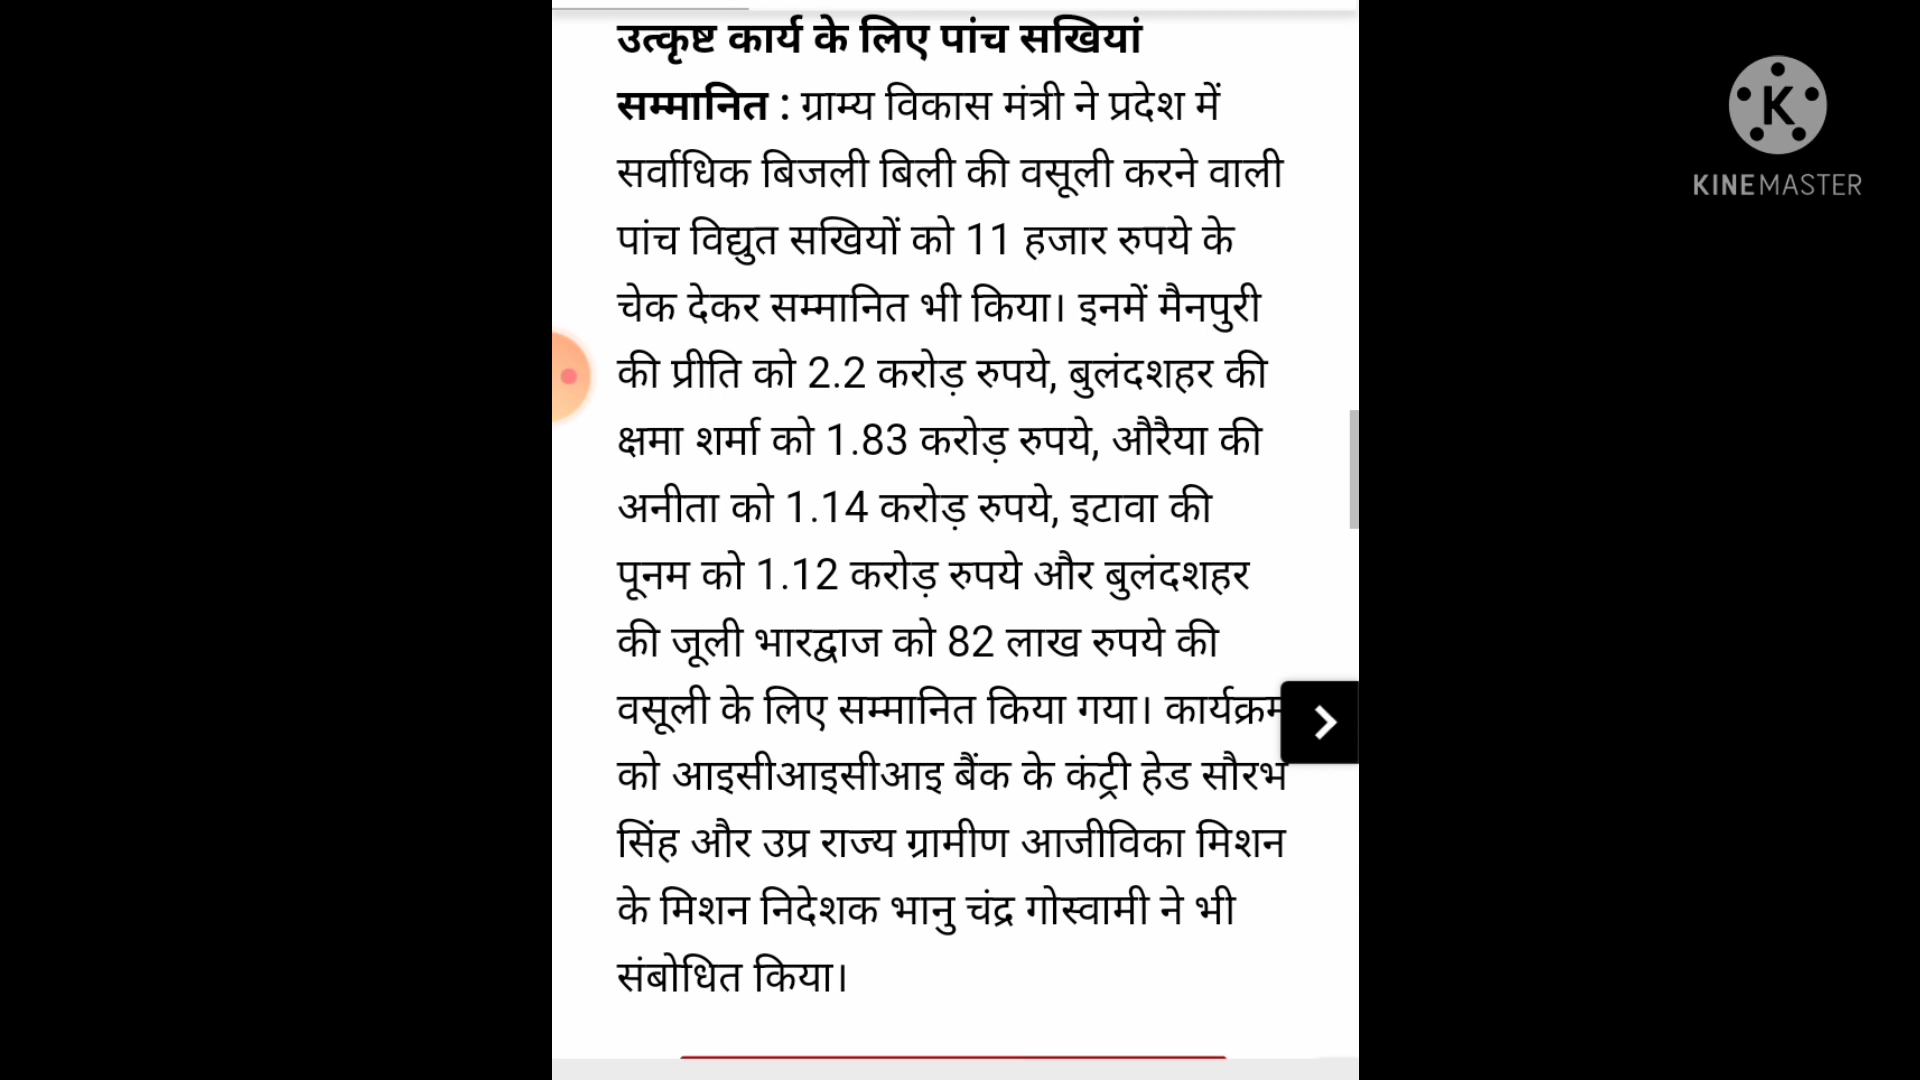 उत्कृष्ट कार्य के लिए पांच सखियां
सम्मानित : ग्राम्य विकास मंत्री ने प्रदेश में
सर्वाधिक बिजली बिली की वसूली करने वाली
पांच विद्युत सखियों को 11 हजार रुपये के
चेक देकर सम्मानित भी किया। इनमें मैनपुरी
की प्रीति को 2.2 करोड़ रुपये, बुलंदशहर की
क्षमा शर्मा को 1.83 करोड़ रुपये, औरैया की
अनीता को 1.14 करोड़ रुपये, इटावा की
पूनम को 1.12 करोड़ रुपये और बुलंदशहर
की जूली भारद्वाज को 82 लाख रुपये की
वसूली के लिए सम्मानित किया गया। कार्यक्रम
को आइसीआइसीआइ बैंक के कंट्री हेड सौरभ
सिंह और उप्र राज्य ग्रामीण आजीविका मिशन
के मिशन निदेशक भानु चंद्र गोस्वामी ने भी
संबोधित किया।
K
KINEMASTER